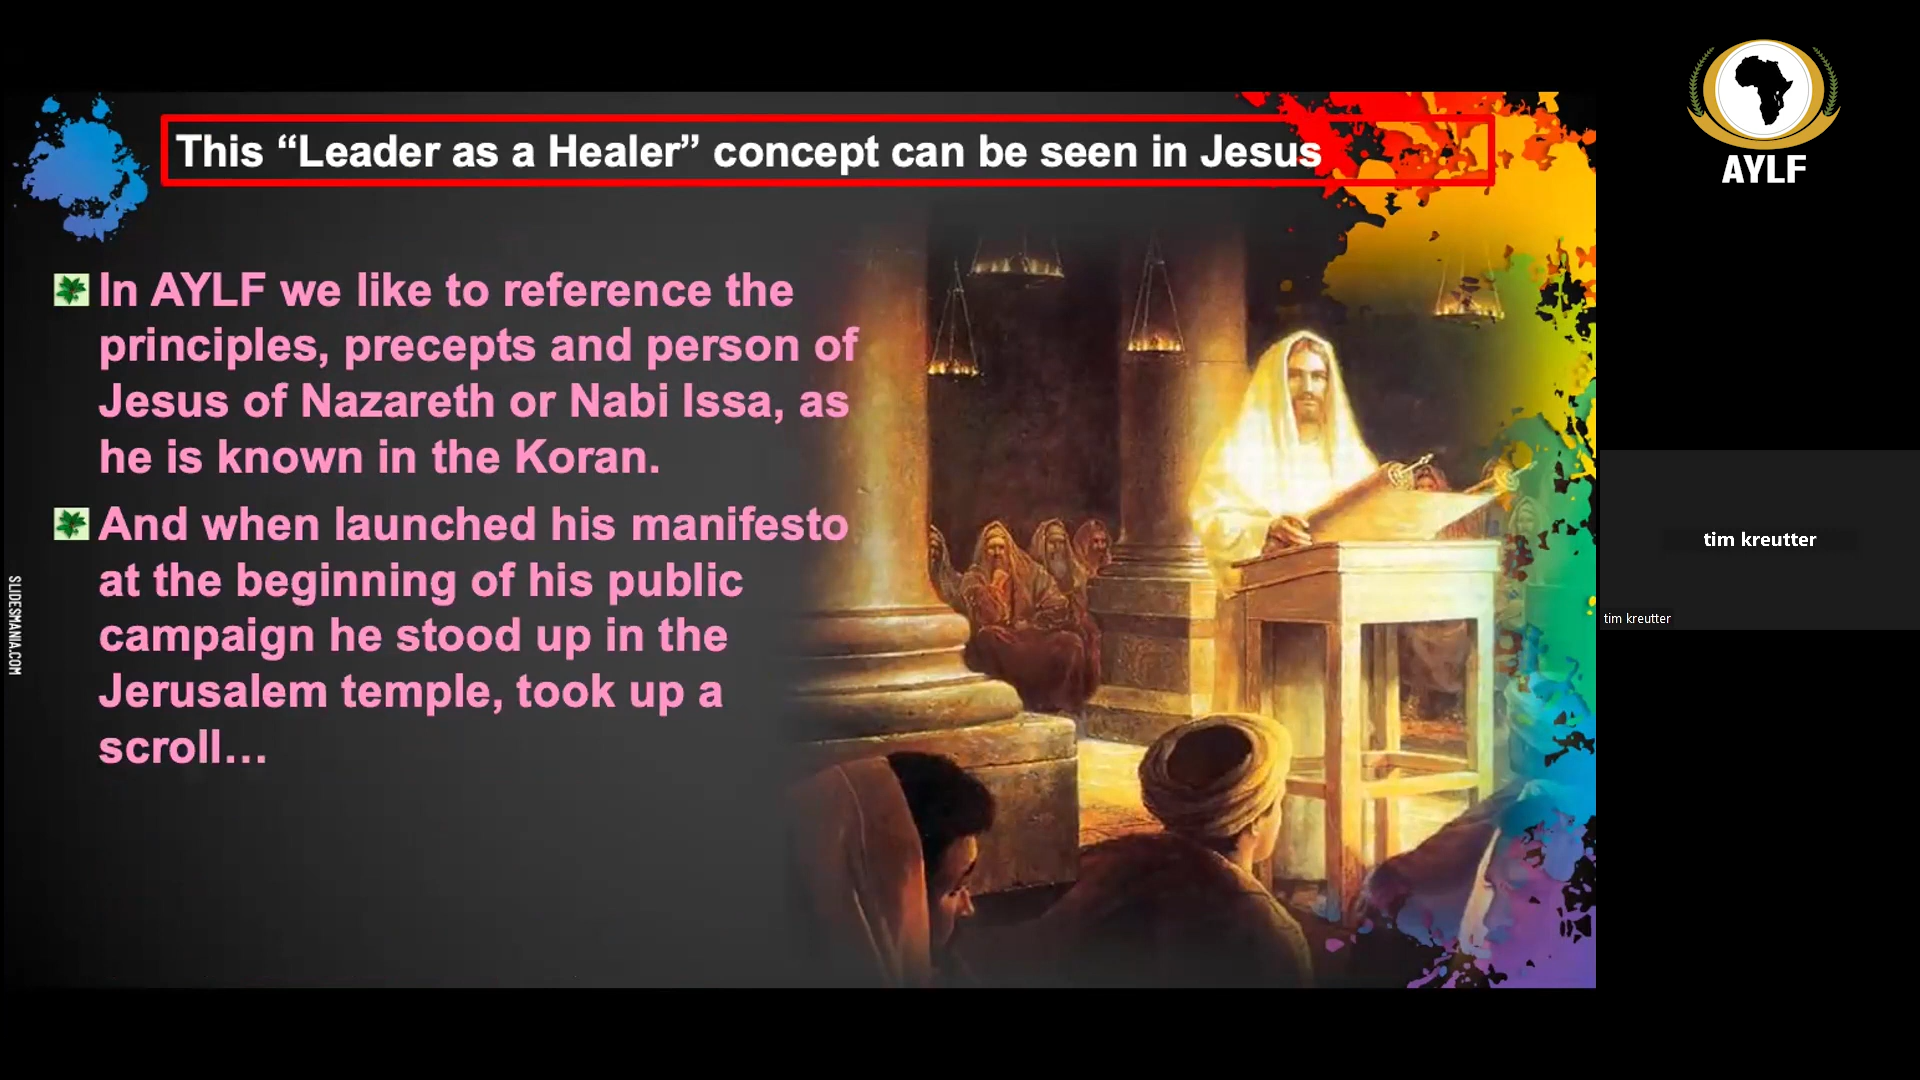 This “Leader as a Healer” concept can be seen in Jesus
In AYLF we like to reference the
principles, precepts and person of
Jesus of Nazareth or Nabi Issa, as
he is known in the Koran.
And when launched his manifesto
at the beginning of his public
campaign he stood up in the
Jerusalem temple, took up a
scroll…
SLIDESMANIA.COM
AYLF
tim kreutter
tim kreutter